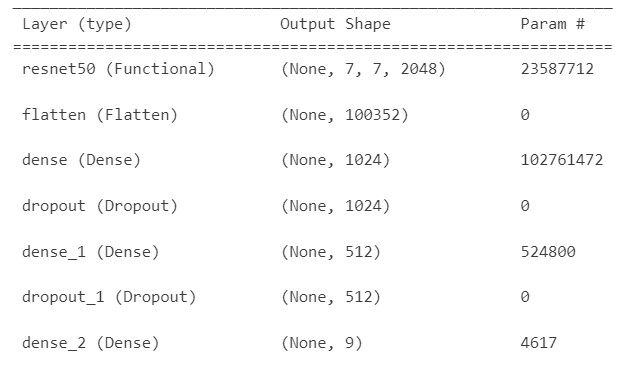 Layer (type) Output Shape Param #
resnet50 (Functional) (None, 7, 7, 2048) 23587712
flatten (Flatten) (None, 100352) 0
dense (Dense) (None, 1024) 102761472
dropout (Dropout) (None, 1024) 0
dense_1 (Dense) (None, 512) 524800
dropout_1 (Dropout) (None, 512) 0
dense_2 (Dense) (None, 9) 4617